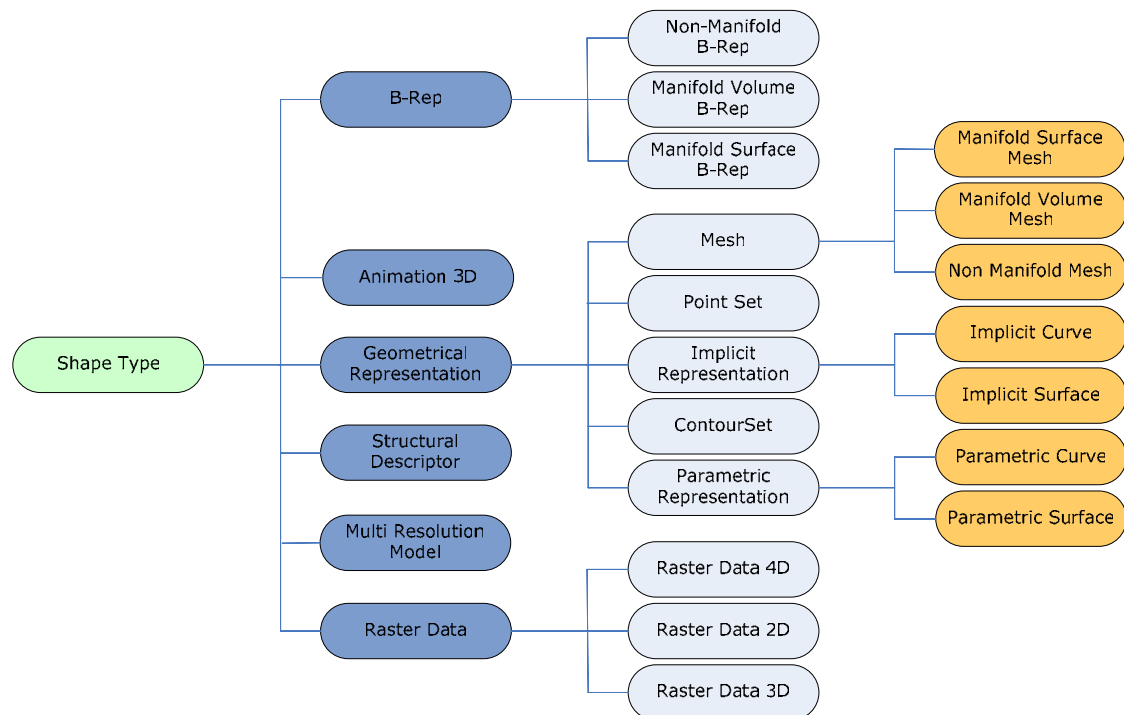 Non-Manifold
B-Rep
B-Rep
Manifold Volume
B-Rep
Manifold Surface
B-Rep
Manifold Surface
Mesh
Manifold Volume
Mesh
Mesh
Non Manifold Mesh
Animation 3D
Point Set
Shape Type
Geometrical
Representation
Implicit
Representation
Implicit Curve
Implicit Surface
Structural
Descriptor
ContourSet
Parametric
Representation
Parametric Curve
Parametric Surface
Multi Resolution
Model
Raster Data 4D
Raster Data
Raster Data 2D
Raster Data 3D